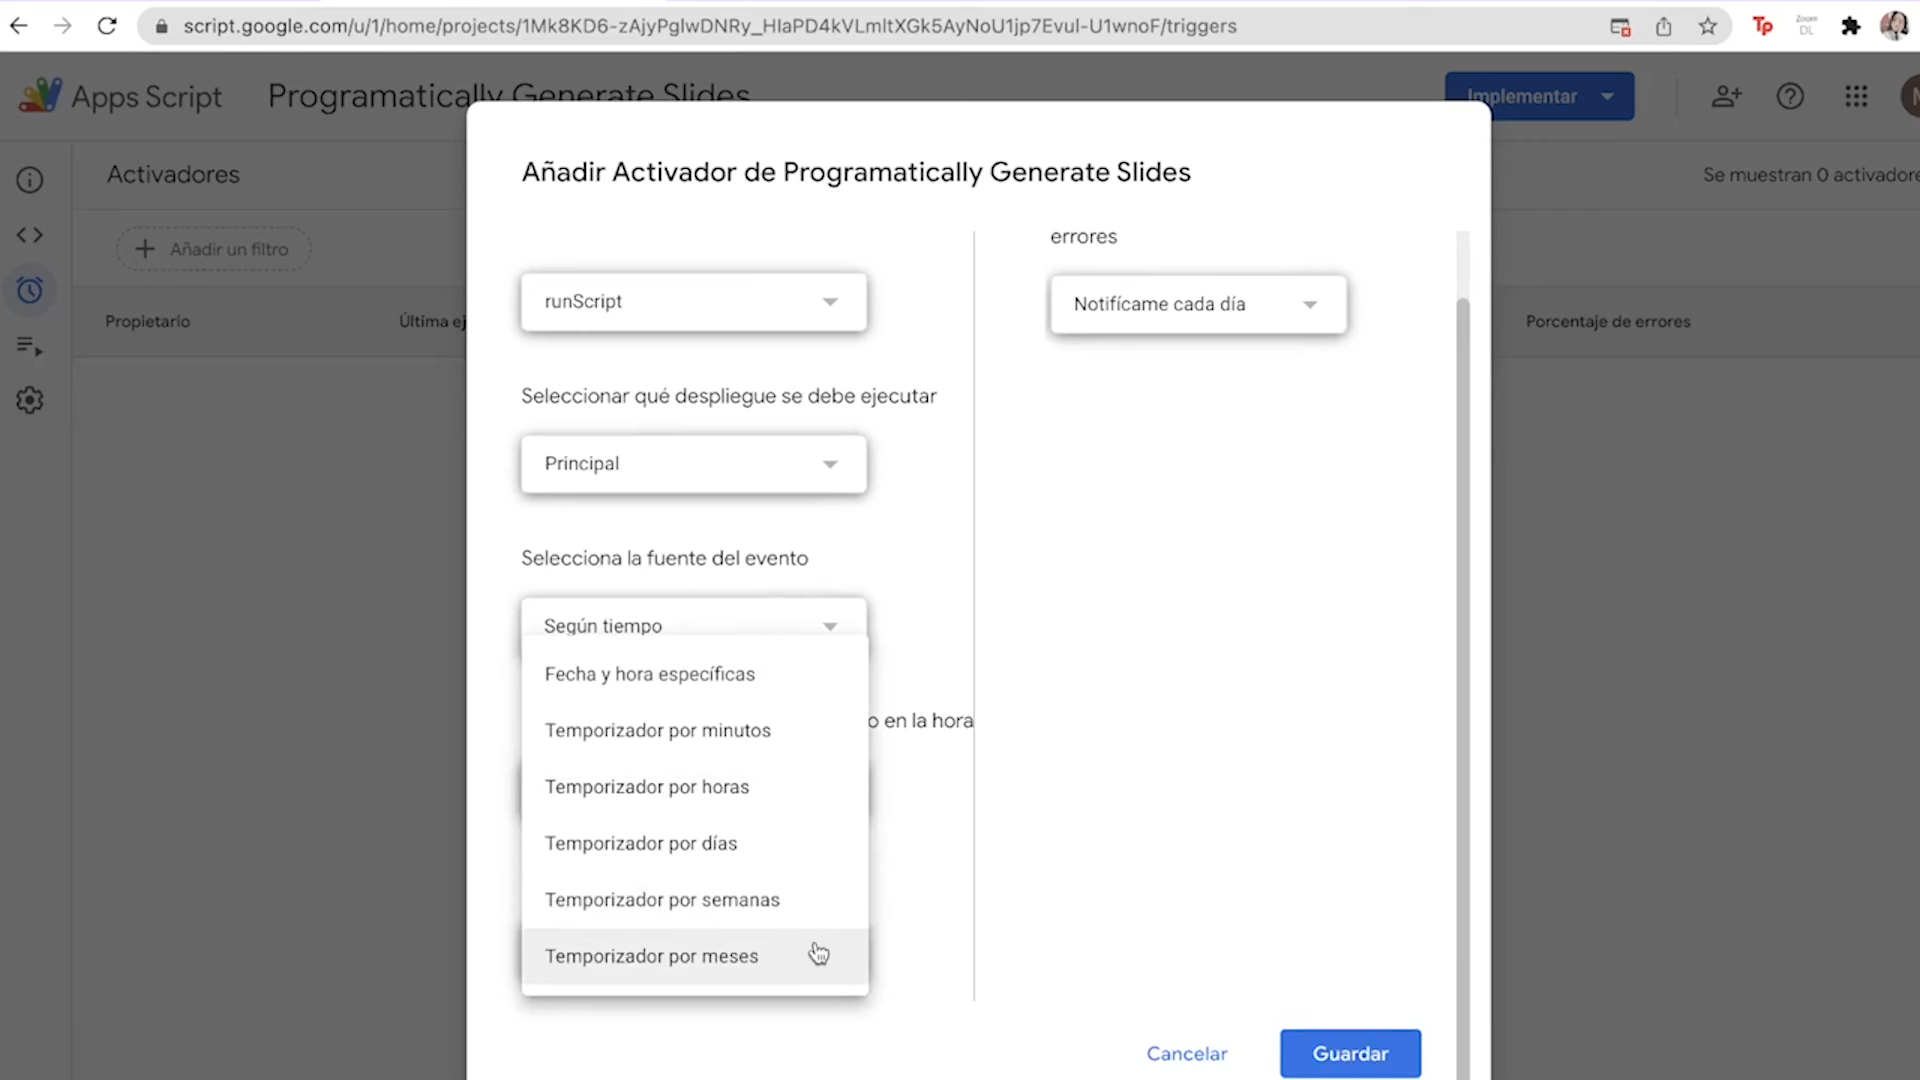 script.google.com/u/1/home/projects/1Mk8KD6-zAjyPglwDNRy_HIaPD4kVLmltXGk5AyNoU1jp7Evul-U1wnoF/triggers
Tp
Zoom
DL
Apps Script
Programatically Generate Slides
Implementar
Activadores
Se muestran 0 activadore
Añadir un filtro
Propietario
Última ej
Porcentaje de errores
Añadir Activador de Programatically Generate Slides
errores
runScript
Notifícame cada día
Seleccionar qué despliegue se debe ejecutar
Principal
Selecciona la fuente del evento
Según tiempo
Fecha y hora específicas
o en la hora
Temporizador por minutos
Temporizador por horas
Temporizador por días
Temporizador por semanas
Temporizador por meses
Cancelar
Guardar